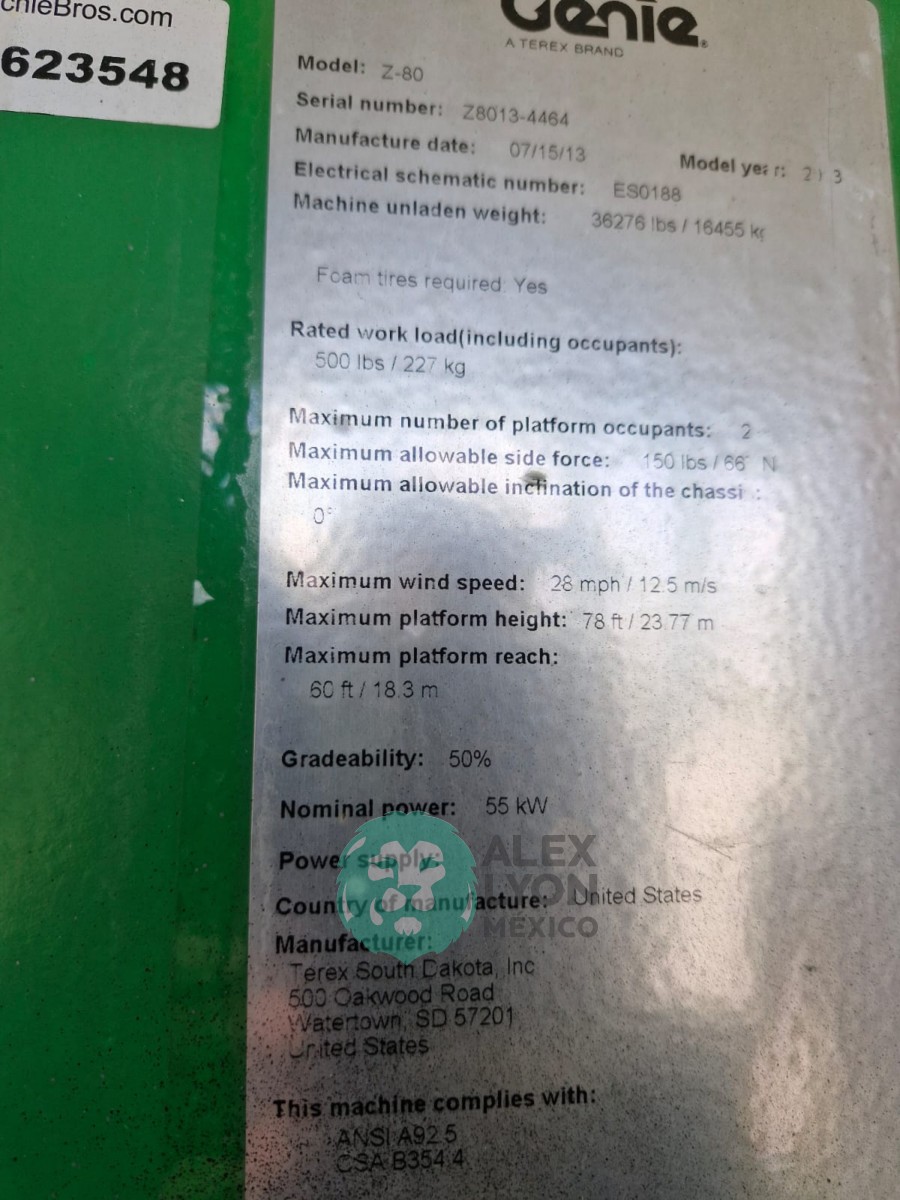 chieBros.com
623548
Genie
A TEREX BRAND
Model: Z-80
Serial number: Z8013-4464
Manufacture date: 07/15/13
Model year:
Electrical schematic number: ES0188
Machine unladen weight: 36276 lbs / 16455 kg
Foam tires required: Yes
Rated work load(including occupants):
500 lbs / 227 kg
Maximum number of platform occupants: 2
Maximum allowable side force: 150 lbs / N
Maximum allowable inclination of the chassi :
0°
Maximum wind speed: 28 mph / 12.5 m/s
Maximum platform height: 78 ft / 23.77 m
Maximum platform reach:
60 ft / 18.3 m
Gradeability: 50%
Nominal power: 55 kW
Power supply:
Country of manufacture: United States
Manufacturer:
Terex South Dakota, Inc
500 Oakwood Road
Watertown, SD 57201
United States
This machine complies with:
ANSI A92.5
CSA B354.4
ALEX
LYON
MÉXICO